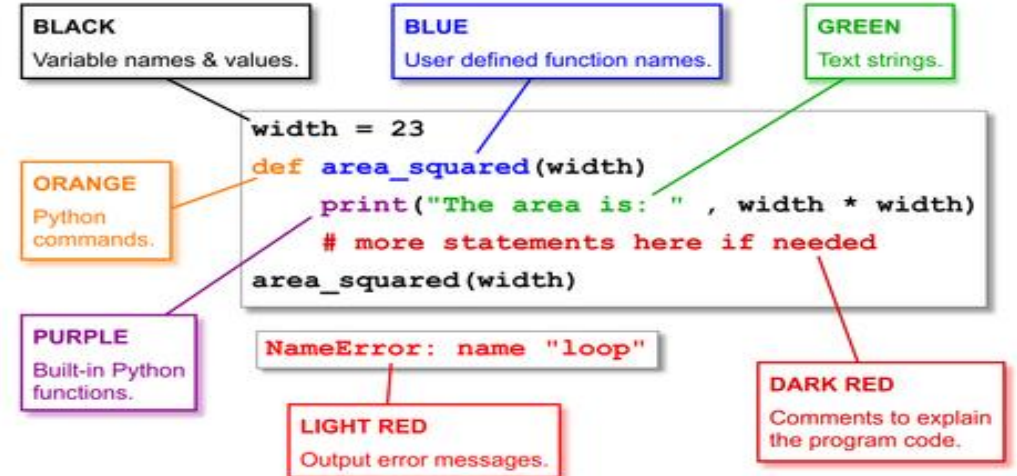 BLACK
Variable names & values.
BLUE
User defined function names.
GREEN
Text strings.
width = 23
def area_squared(width)
print("The area is: " , width * width)
# more statements here if needed
area_squared(width)
ORANGE
Python
commands.
PURPLE
Built-in Python
functions.
NameError: name "loop"
LIGHT RED
Output error messages.
DARK RED
Comments to explain
the program code.